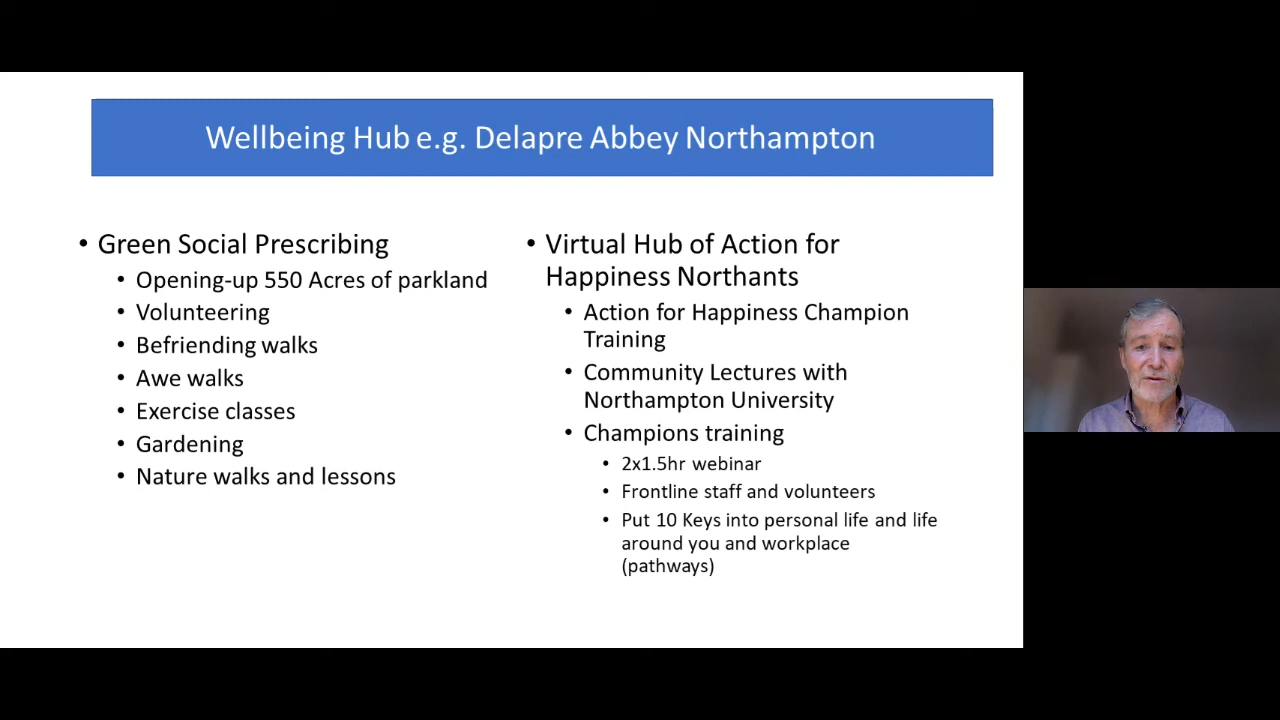 Wellbeing Hub e.g. Delapre Abbey Northampton
• Green Social Prescribing
• Opening-up 550 Acres of parkland
• Volunteering
• Befriending walks
• Awe walks
• Exercise classes
• Gardening
• Nature walks and lessons
• Virtual Hub of Action for
Happiness Northants
• Action for Happiness Champion
Training
• Community Lectures with
Northampton University
• Champions training
• 2x1.5hr webinar
• Frontline staff and volunteers
• Put 10 Keys into personal life and life
around you and workplace
(pathways)